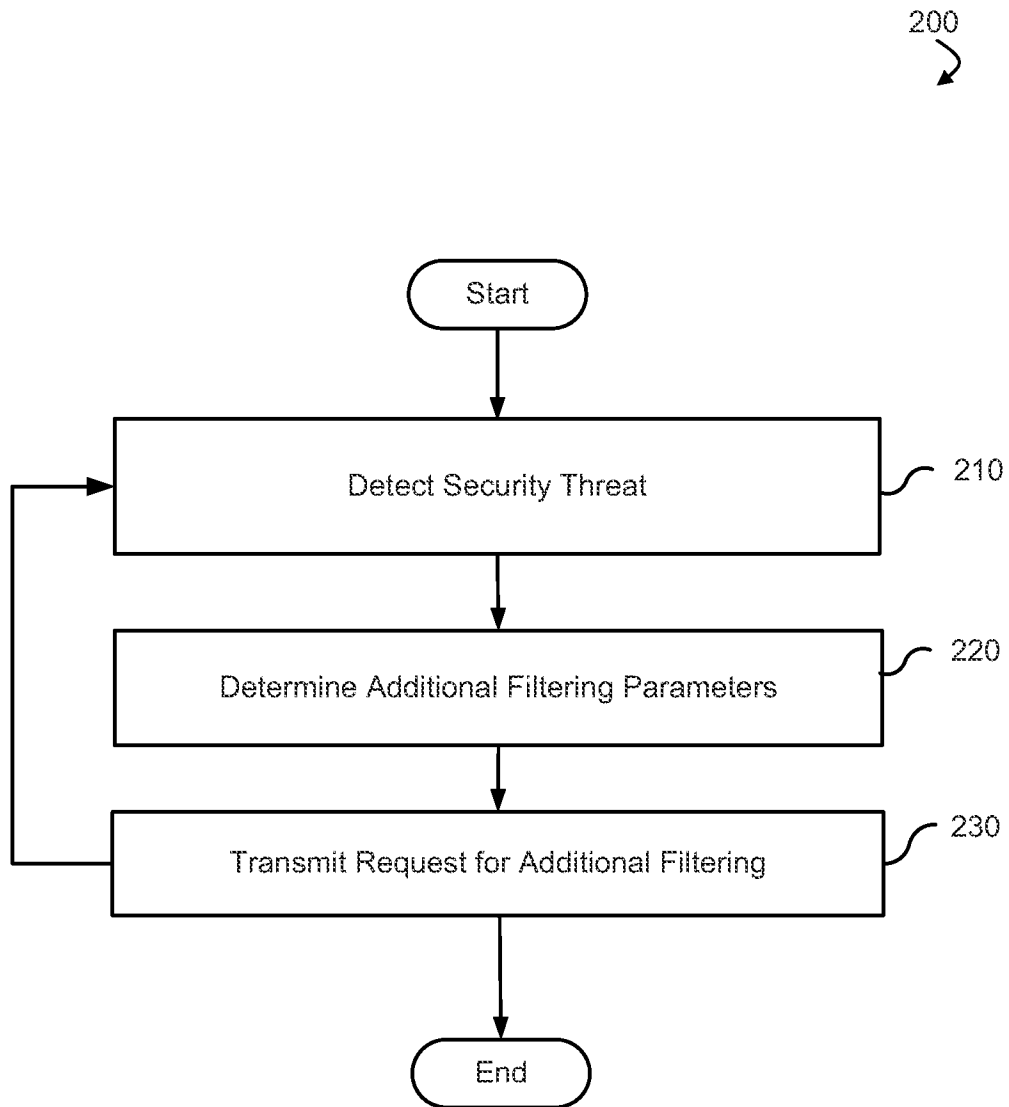 200
Start
Detect Security Threat
210
Determine Additional Filtering Parameters
220
Transmit Request for Additional Filtering
230
End